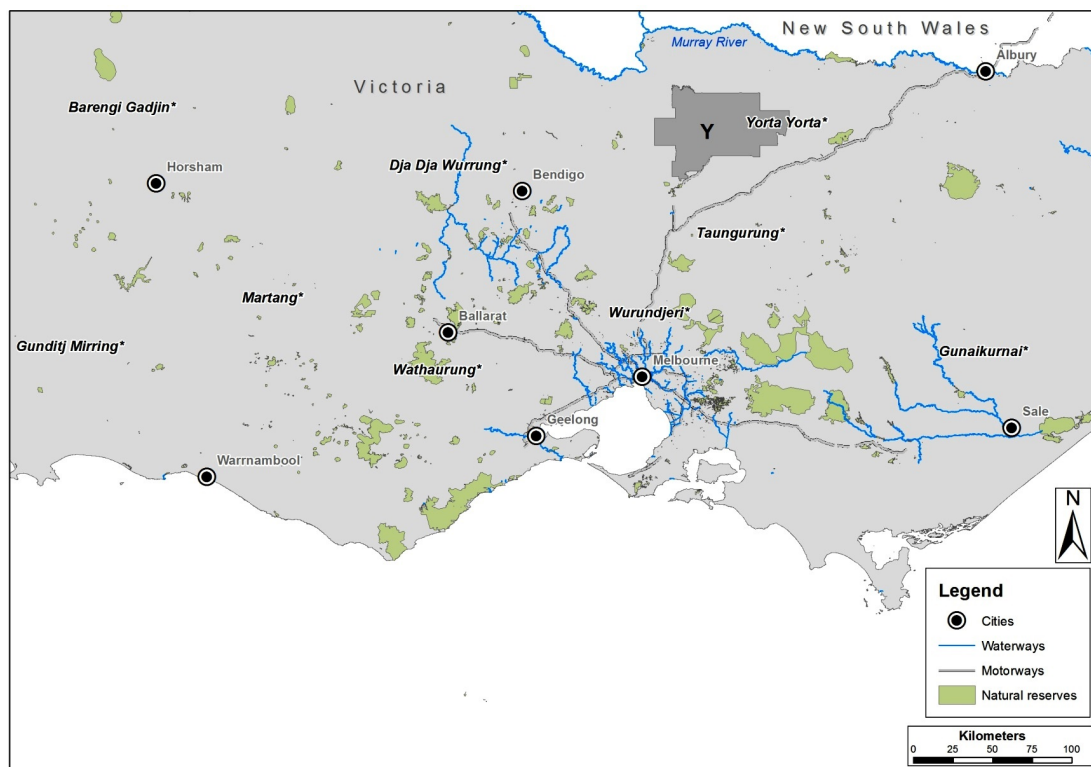 New South Wales
Murray River
Albury
Victoria
Barengi Gadjin*
Y
Yorta Yorta*
Dja Dja Wurrung*
Horsham
Bendigo
Taungurung*
Martang*
Wurundjeri*
Ballarat
Gunditj Mirring*
Gunaikurnai*
Melbourne
Wathaurung*
Geelong
Sale
Warrnambool
N
Legend
Cities
Waterways
Motorways
Natural reserves
Kilometers
0 25 50 75 100